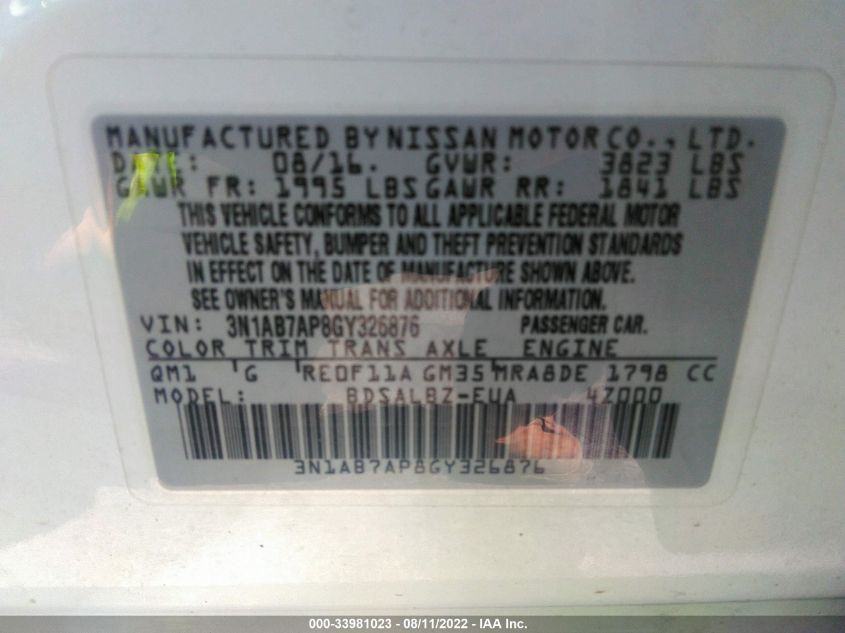 MANUFACTURED BY NISSAN MOTOR CO., LTD.
DATE: 08/16. GVWR: 3823 LBS
GAWR FR: 1995 LBS GAWR RR: 1841 LBS
THIS VEHICLE CONFORMS TO ALL APPLICABLE FEDERAL MOTOR
VEHICLE SAFETY, BUMPER AND THEFT PREVENTION STANDARDS
IN EFFECT ON THE DATE OF MANUFACTURE SHOWN ABOVE.
SEE OWNER'S MANUAL FOR ADDITIONAL INFORMATION.
VIN: 3N1AB7AP8GY326876 PASSENGER CAR.
COLOR TRIM TRANS AXLE ENGINE
QM1 G RE0F11A GM35 MRA8DE 1798 CC
MODEL: BDSALBZ-EUA 4Z000
3N1AB7AP8GY326876
000-33981023 - 08/11/2022 - IAA Inc.